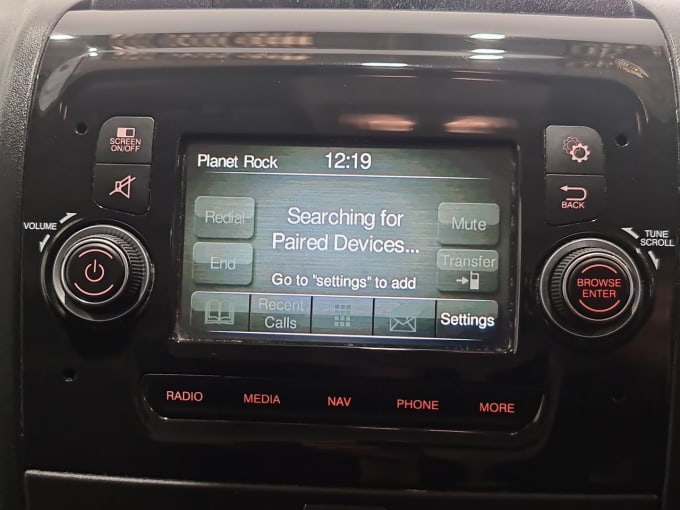 SCREEN
ON/OFF
VOLUME
Planet Rock 12:19
Redial
End
Searching for
Paired Devices...
Go to "settings" to add
Mute
Transfer
Recent
Calls
Settings
BACK
TUNE
SCROLL
BROWSE
ENTER
RADIO MEDIA NAV PHONE MORE